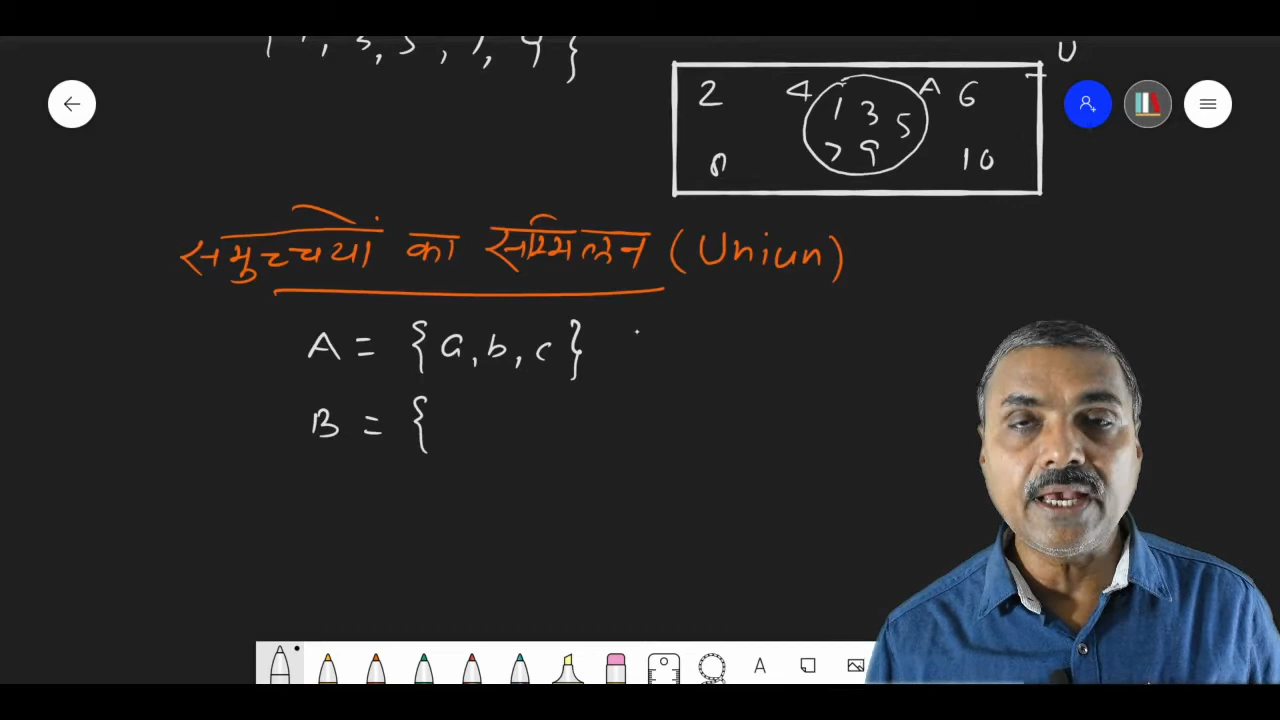 , 3, 5, 7, 9 }
U
2 4 A 6
1 3 5
7 9
8 10
समुच्चयों का सम्मिलन (Union)
A = { a, b, c }
B = {
A